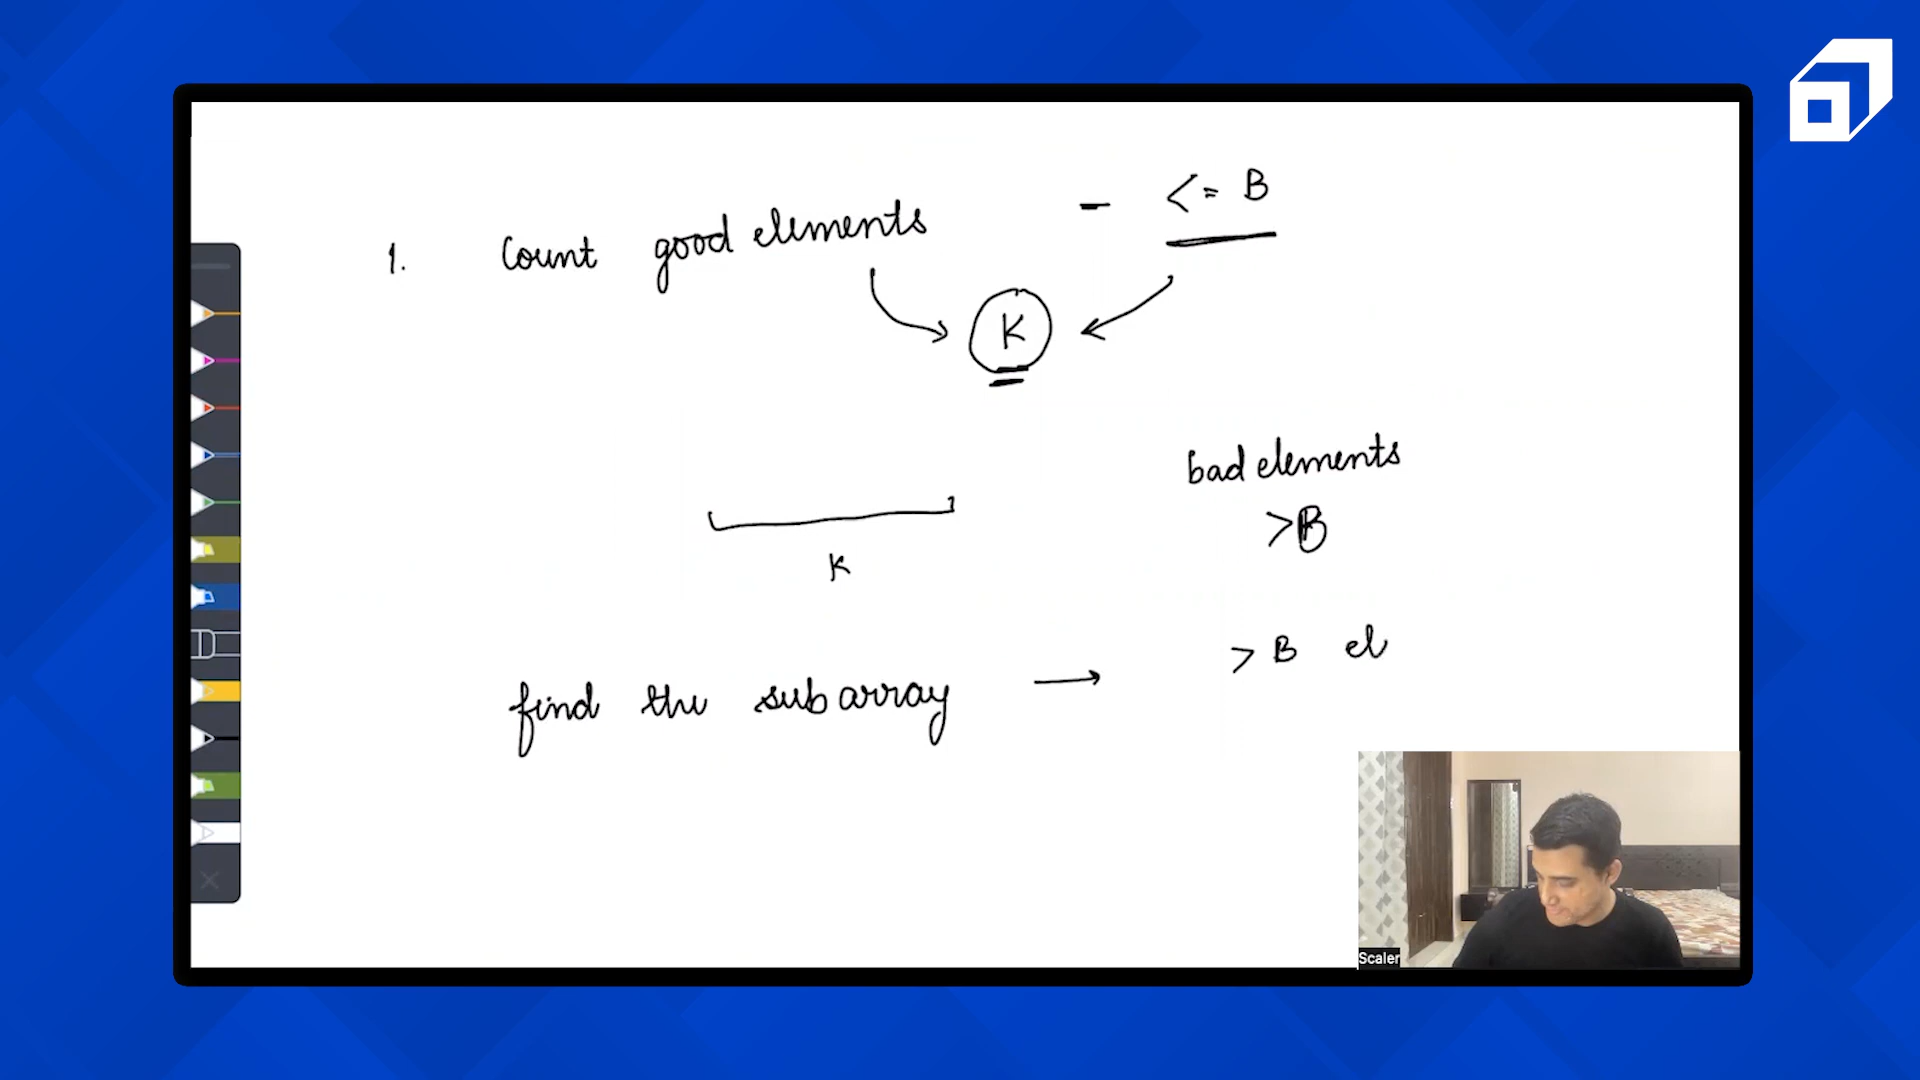 1. Count good elements - <= B
K
bad elements
>B
K
> B el
find the subarray →
Scaler